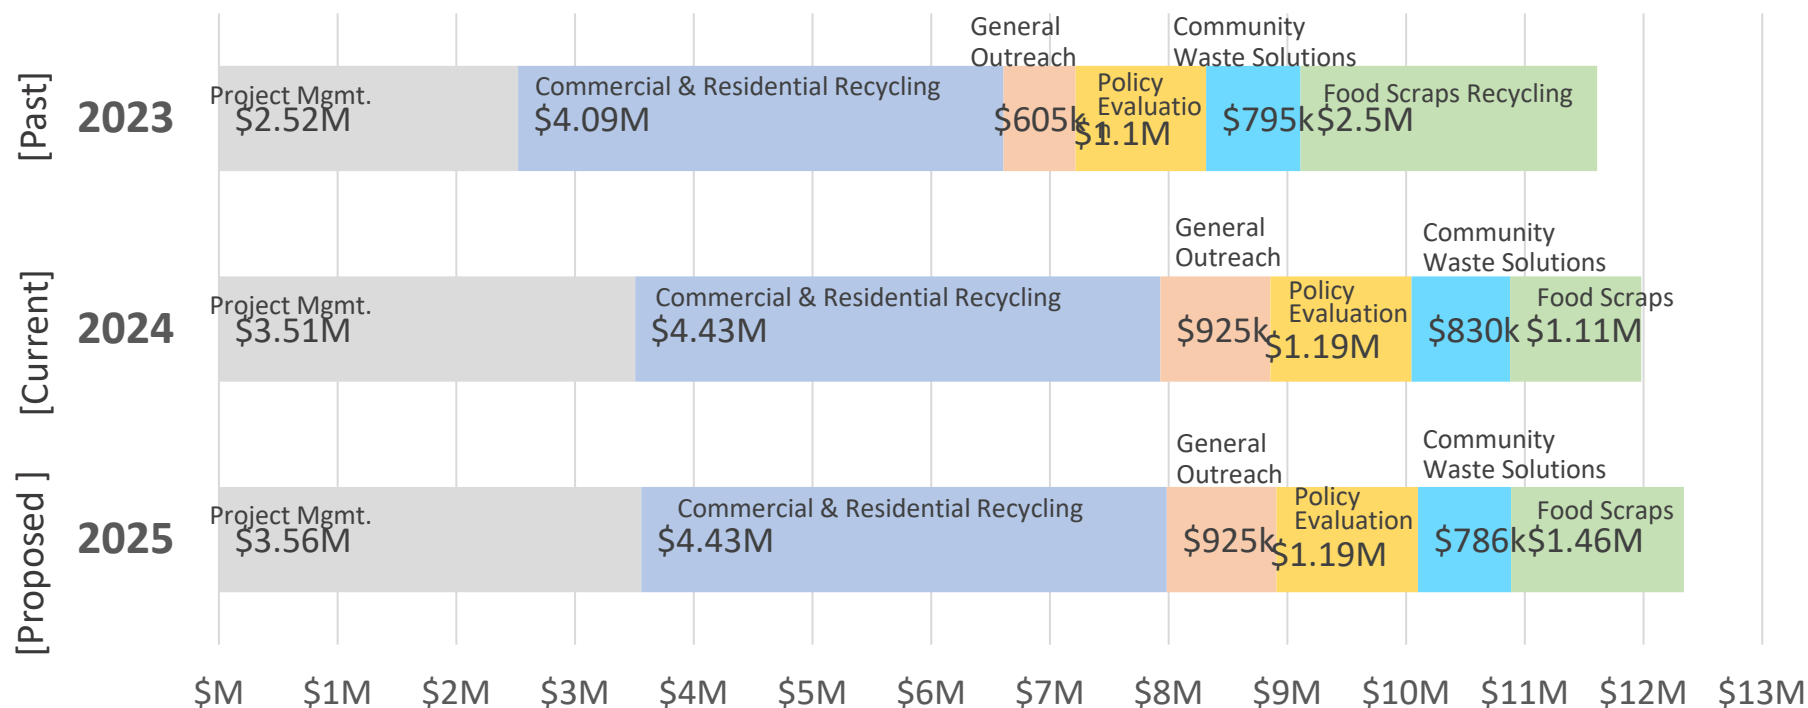 General
Outreach
Community
Waste Solutions
[Past]
2023
Project Mgmt.
$2.52M
Commercial & Residential Recycling
$4.09M
$605k
Policy
Evaluatio
n
$1.1M
$795k
Food Scraps Recycling
$2.5M
General
Outreach
Community
Waste Solutions
[Current]
2024
Project Mgmt.
$3.51M
Commercial & Residential Recycling
$4.43M
$925k
Policy
Evaluation
$1.19M
$830k
Food Scraps
$1.11M
General
Outreach
Community
Waste Solutions
[Proposed ]
2025
Project Mgmt.
$3.56M
Commercial & Residential Recycling
$4.43M
$925k
Policy
Evaluation
$1.19M
$786k
Food Scraps
$1.46M
$M $1M $2M $3M $4M $5M $6M $7M $8M $9M $10M $11M $12M $13M